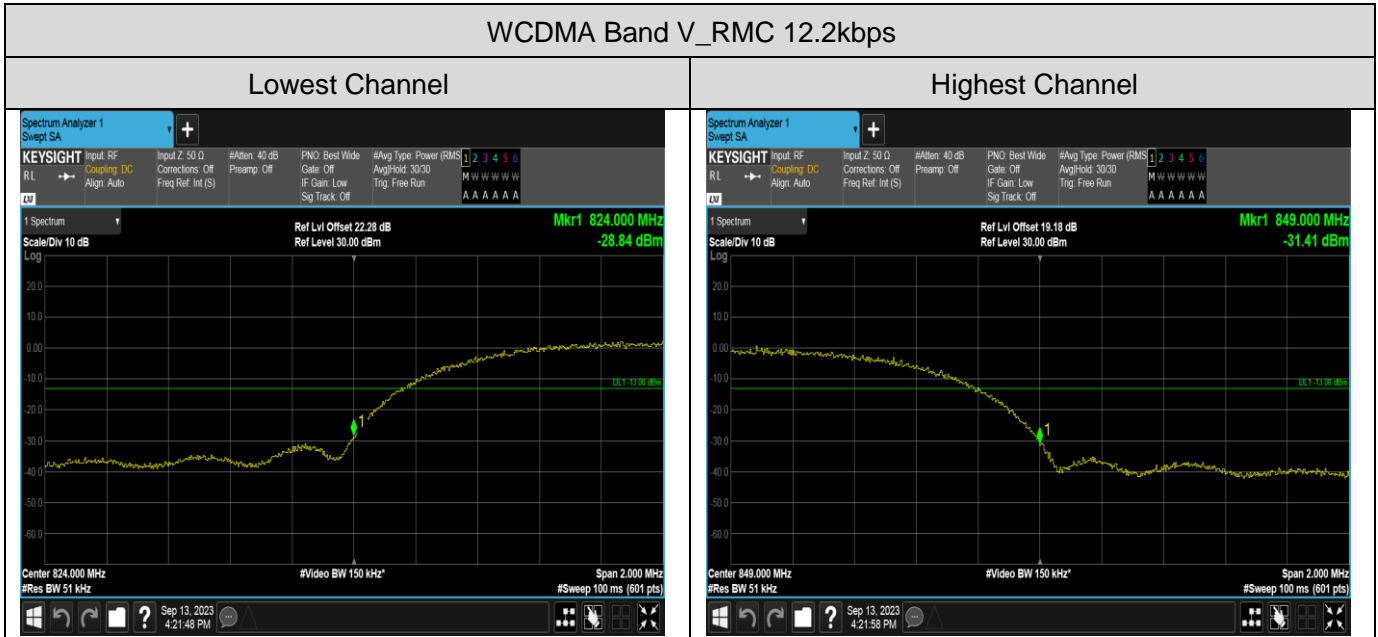 WCDMA Band V_RMC 12.2kbps
Lowest Channel
Highest Channel
Spectrum Analyzer 1
Swept SA
+
KEYSIGHT Input: RF Input Z: 50 Ω #Atten: 40 dB PNO: Best Wide #Avg Type: Power (RMS 1 2 3 4 5 6
RL Coupling: DC Corrections: Off Preamp: Off Gate: Off Avg|Hold: 30/30 M W W W W W
Align: Auto Freq Ref: Int (S) IF Gain: Low Trig: Free Run
Sig Track: Off A A A A A A
LXI
1 Spectrum Ref Lvl Offset 22.28 dB Mkr1 824.000 MHz
Scale/Div 10 dB Ref Level 30.00 dBm -28.84 dBm
Log
20.0
10.0
0.00
-10.0
DL1 -13.00 dBm
-20.0
1
-30.0
-40.0
-50.0
-60.0
Center 824.000 MHz #Video BW 150 kHz* Span 2.000 MHz
#Res BW 51 kHz #Sweep 100 ms (601 pts)
? Sep 13, 2023
4:21:48 PM
Spectrum Analyzer 1
Swept SA
+
KEYSIGHT Input: RF Input Z: 50 Ω #Atten: 40 dB PNO: Best Wide #Avg Type: Power (RMS 1 2 3 4 5 6
RL Coupling: DC Corrections: Off Preamp: Off Gate: Off Avg|Hold: 30/30 M W W W W W
Align: Auto Freq Ref: Int (S) IF Gain: Low Trig: Free Run
Sig Track: Off A A A A A A
LXI
1 Spectrum Ref Lvl Offset 19.18 dB Mkr1 849.000 MHz
Scale/Div 10 dB Ref Level 30.00 dBm -31.41 dBm
Log
20.0
10.0
0.00
-10.0
DL1 -13.00 dBm
-20.0
1
-30.0
-40.0
-50.0
-60.0
Center 849.000 MHz #Video BW 150 kHz* Span 2.000 MHz
#Res BW 51 kHz #Sweep 100 ms (601 pts)
? Sep 13, 2023
4:21:58 PM